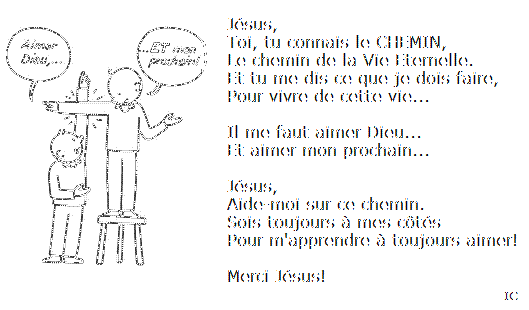 Aimer
Dieu,...
...ET mon
prochain!
Jésus,
Toi, tu connais le CHEMIN,
Le chemin de la Vie Eternelle.
Et tu me dis ce que je dois faire,
Pour vivre de cette vie...
Il me faut aimer Dieu...
Et aimer mon prochain...
Jésus,
Aide-moi sur ce chemin.
Sois toujours à mes côtés
Pour m'apprendre à toujours aimer!
Merci Jésus!
IC